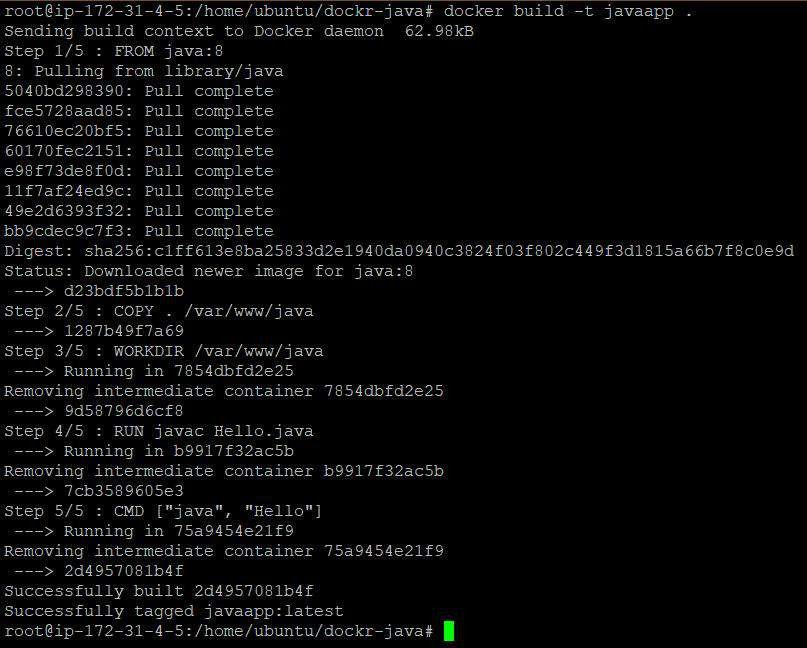 root@ip-172-31-4-5:/home/ubuntu/dockr-java# docker build -t javaapp .
Sending build context to Docker daemon  62.98kB
Step 1/5 : FROM java:8
8: Pulling from library/java
5040bd298390: Pull complete
fce5728aad85: Pull complete
76610ec20bf5: Pull complete
60170fec2151: Pull complete
e98f73de8f0d: Pull complete
11f7af24ed9c: Pull complete
49e2d6393f32: Pull complete
bb9cdec9c7f3: Pull complete
Digest: sha256:c1ff613e8ba25833d2e1940da0940c3824f03f802c449f3d1815a66b7f8c0e9d
Status: Downloaded newer image for java:8
 ---> d23bdf5b1b1b
Step 2/5 : COPY . /var/www/java
 ---> 1287b49f7a69
Step 3/5 : WORKDIR /var/www/java
 ---> Running in 7854dbfd2e25
Removing intermediate container 7854dbfd2e25
 ---> 9d58796d6cf8
Step 4/5 : RUN javac Hello.java
 ---> Running in b9917f32ac5b
Removing intermediate container b9917f32ac5b
 ---> 7cb3589605e3
Step 5/5 : CMD ["java", "Hello"]
 ---> Running in 75a9454e21f9
Removing intermediate container 75a9454e21f9
 ---> 2d4957081b4f
Successfully built 2d4957081b4f
Successfully tagged javaapp:latest
root@ip-172-31-4-5:/home/ubuntu/dockr-java#